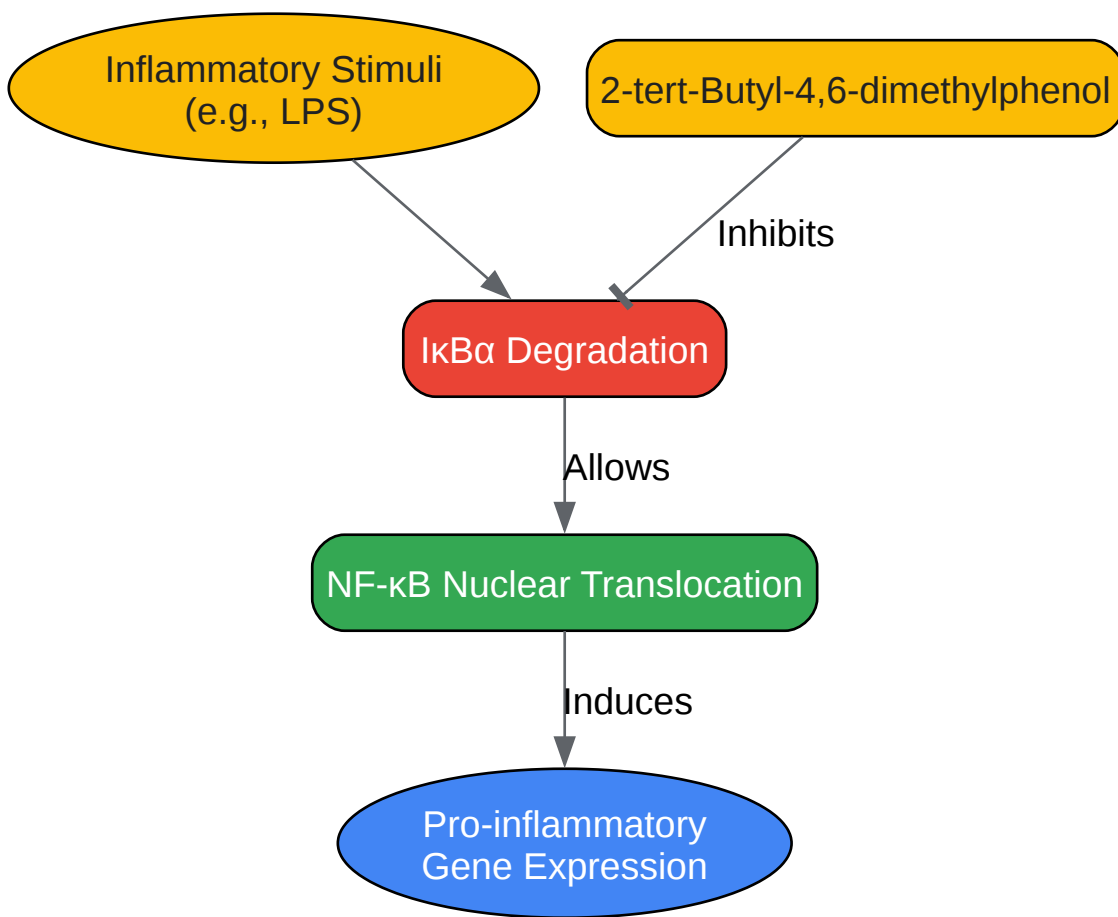 Inflammatory Stimuli
(e.g., LPS)
2-tert-Butyl-4,6-dimethylphenol
Inhibits
IκBα Degradation
Allows
NF-κB Nuclear Translocation
Induces
Pro-inflammatory
Gene Expression